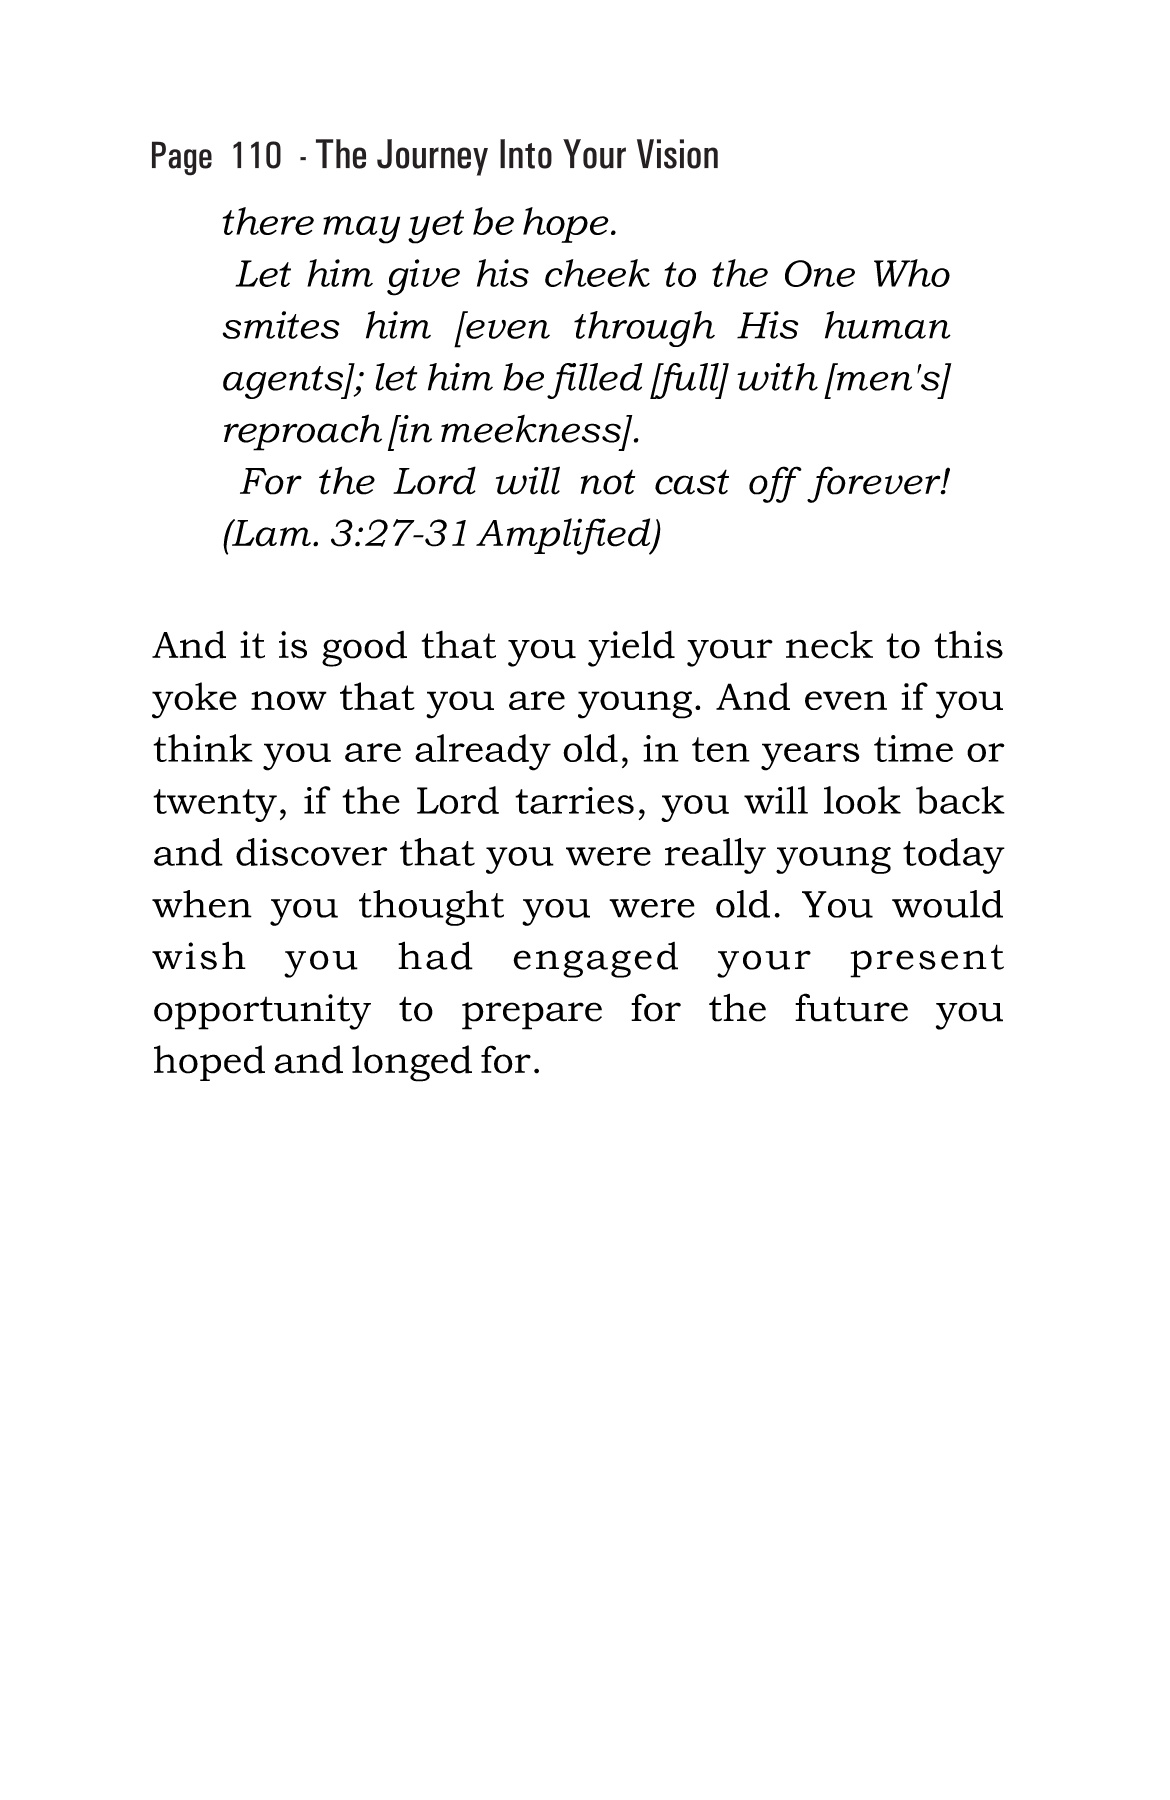 Page 110 - The Journey Into Your Vision
there may yet be hope.
Let him give his cheek to the One Who
smites him [even through His human
agents]; let him be filled [full] with [men's]
reproach [in meekness].
For the Lord will not cast off forever!
(Lam. 3:27-31 Amplified)
And it is good that you yield your neck to this
yoke now that you are young. And even if you
think you are already old, in ten years time or
twenty, if the Lord tarries, you will look back
and discover that you were really young today
when you thought you were old. You would
wish you had engaged your present
opportunity to prepare for the future you
hoped and longed for.